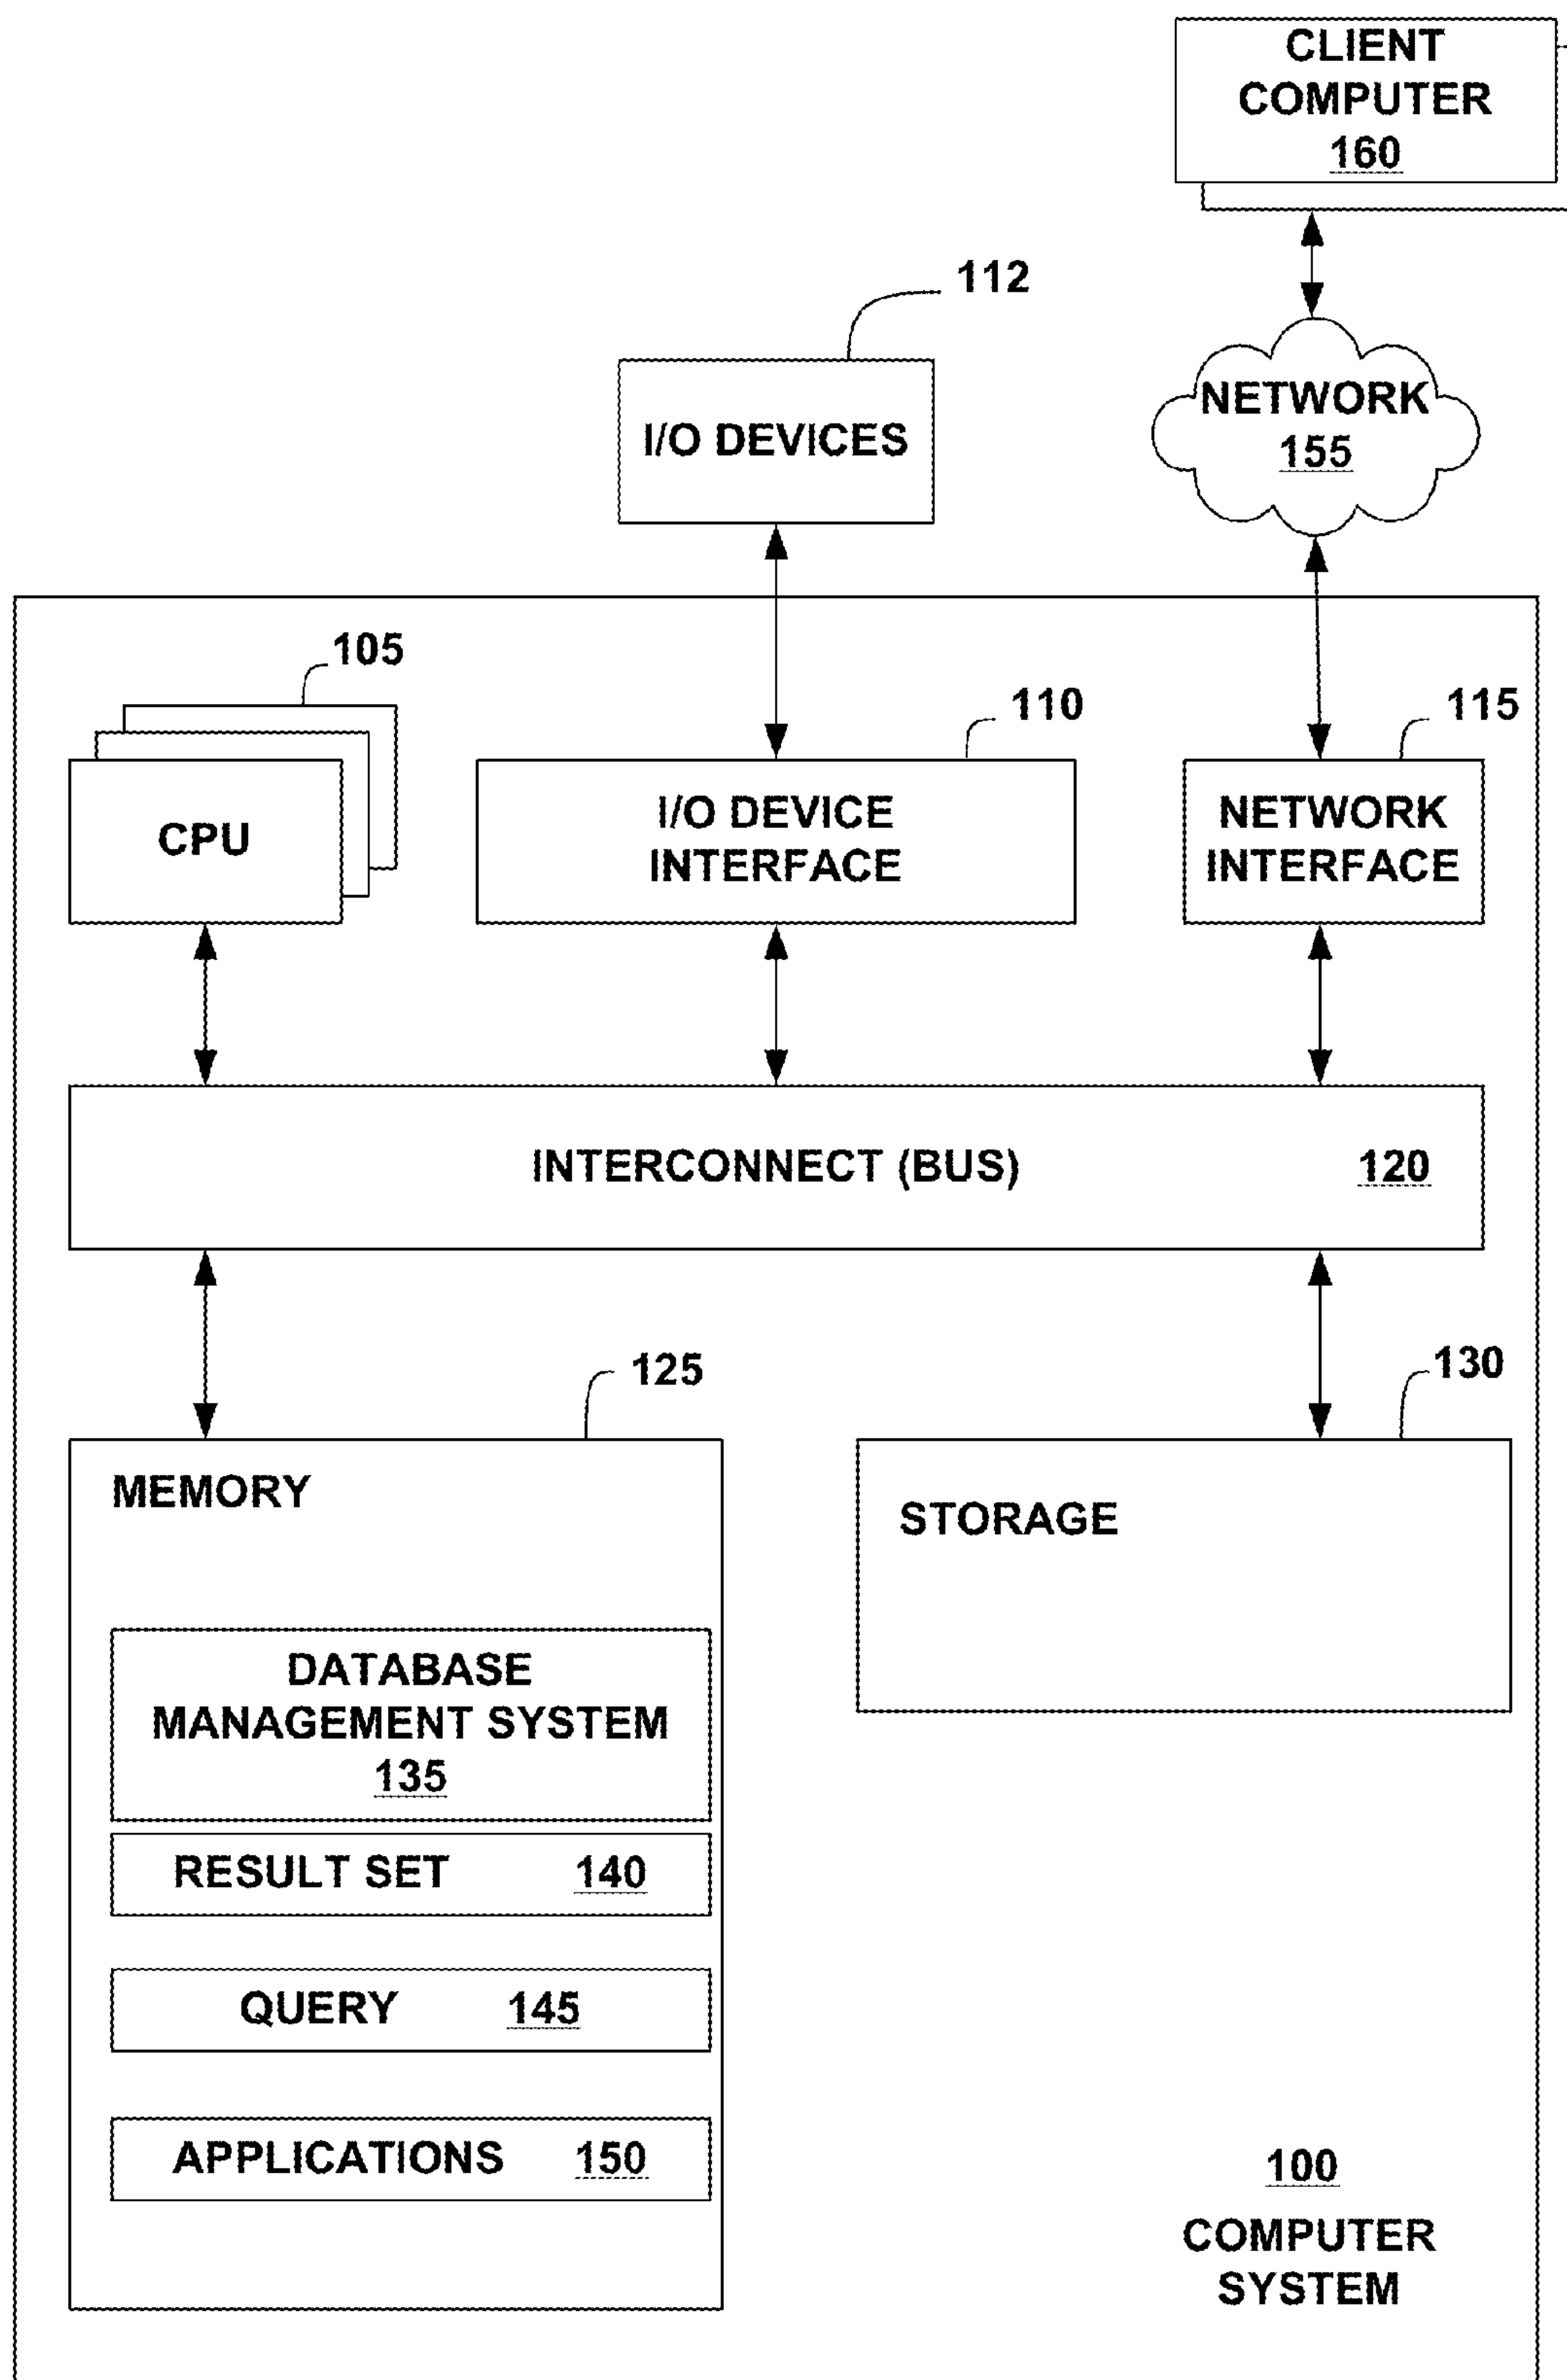 CLIENT
COMPUTER
160
112
I/O DEVICES
NETWORK
155
105
110
115
CPU
I/O DEVICE
INTERFACE
NETWORK
INTERFACE
INTERCONNECT (BUS) 120
125
130
MEMORY
STORAGE
DATABASE
MANAGEMENT SYSTEM
135
RESULT SET 140
QUERY 145
APPLICATIONS 150
100
COMPUTER
SYSTEM